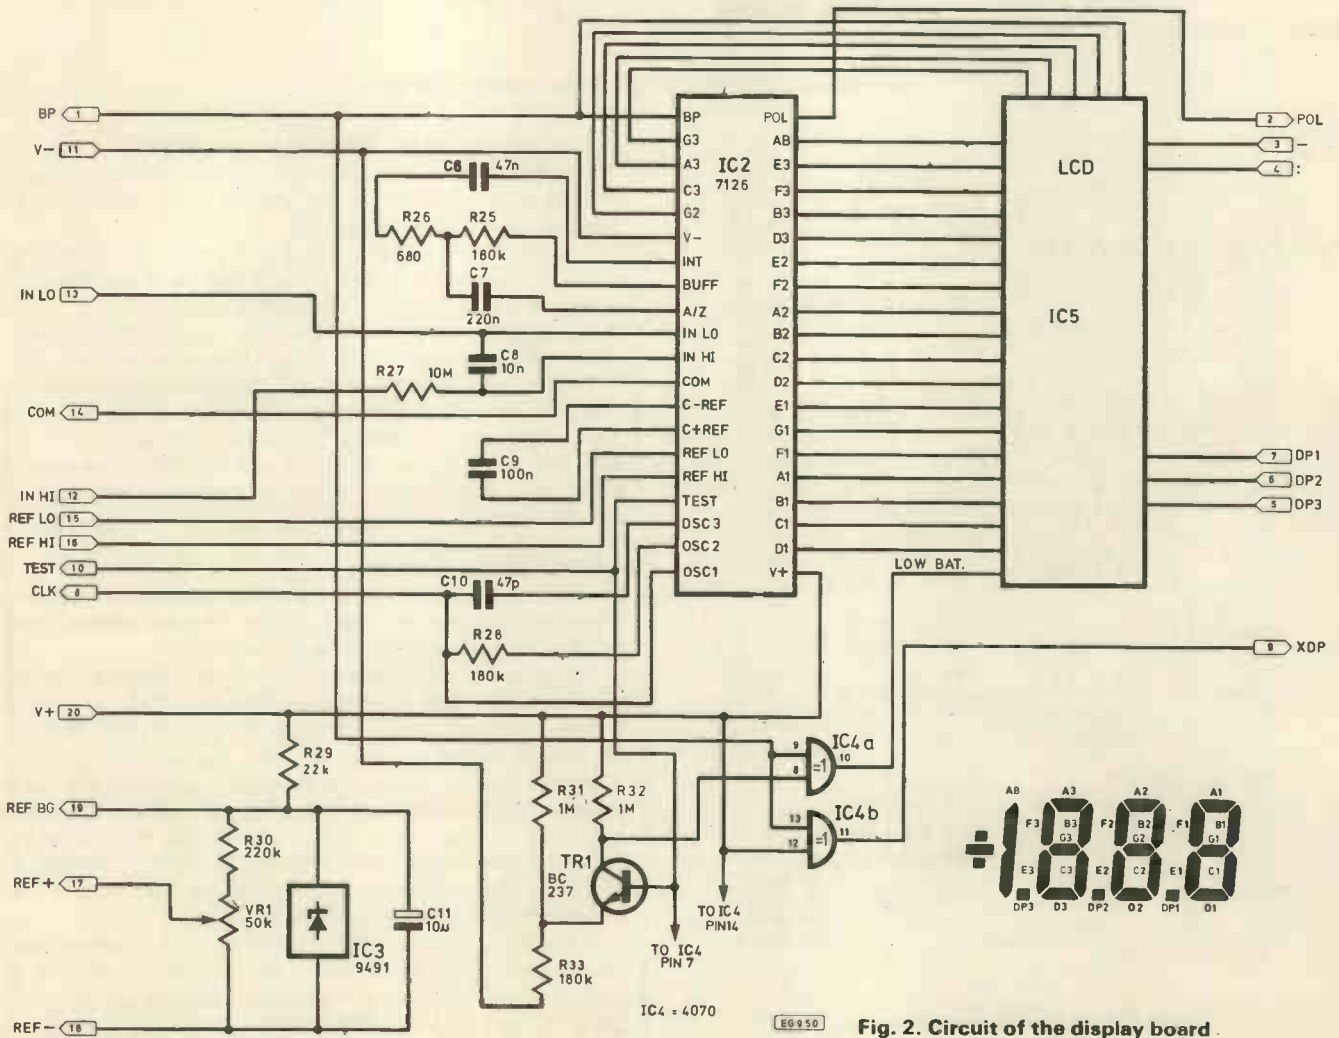 BP 1
V- 11
IN LO 13
COM 14
IN HI 12
REF LO 15
REF HI 16
TEST 10
CLK 8
V+ 20
REF BG 19
REF+ 17
REF- 18
C6 47n
R26 680
R25 180k
C7 220n
C8 10n
R27 10M
C9 100n
C10 47p
R28 180k
R29 22k
R30 220k
VR1 50k
IC3 9491
C11 10µ
R31 1M
R32 1M
TR1 BC 237
R33 180k
IC2 7126
BP
G3
A3
C3
G2
V-
INT
BUFF
A/Z
IN LO
IN HI
COM
C-REF
C+REF
REF LO
REF HI
TEST
OSC3
OSC2
OSC1
POL
AB
E3
F3
B3
D3
E2
F2
A2
B2
C2
D2
E1
G1
F1
A1
B1
C1
D1
V+
LOW BAT.
LCD
IC5
2 POL
3 -
4 :
7 DP1
6 DP2
5 DP3
9 XDP
IC4a
9
8
=1
10
IC4b
13
12
=1
11
TO IC4 PIN14
TO IC4 PIN 7
IC4 = 4070
AB A3 A2 A1
F3 B3 F2 B2 F1 B1
G3 G2 G1
E3 C3 E2 C2 E1 C1
DP3 D3 DP2 D2 DP1 D1
EG950
Fig. 2. Circuit of the display board